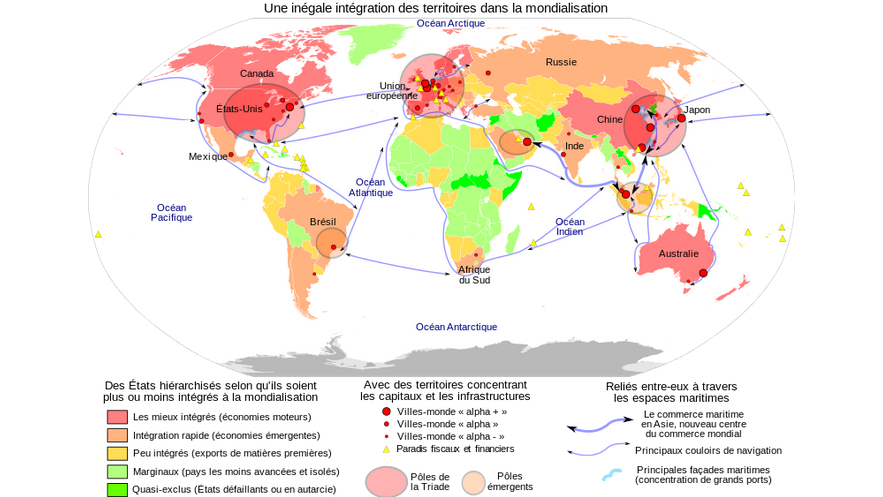 Une inégale intégration des territoires dans la mondialisation
Océan Arctique
Canada
Russie
Union
européenne
États-Unis
Chine
Japon
Mexique
Inde
Océan
Atlantique
Océan
Pacifique
Brésil
Océan
Indien
Australie
Afrique
du Sud
Océan Antarctique
Des États hiérarchisés selon qu'ils soient
plus ou moins intégrés à la mondialisation
Les mieux intégrés (économies moteurs)
Intégration rapide (économies émergentes)
Peu intégrés (exports de matières premières)
Marginaux (pays les moins avancées et isolés)
Quasi-exclus (États défaillants ou en autarcie)
Avec des territoires concentrant
les capitaux et les infrastructures
Villes-monde « alpha + »
Villes-monde « alpha »
Villes-monde « alpha - »
Paradis fiscaux et financiers
Pôles de
la Triade
Pôles
émergents
Reliés entre-eux à travers
les espaces maritimes
Le commerce maritime
en Asie, nouveau centre
du commerce mondial
Principaux couloirs de navigation
Principales façades maritimes
(concentration de grands ports)